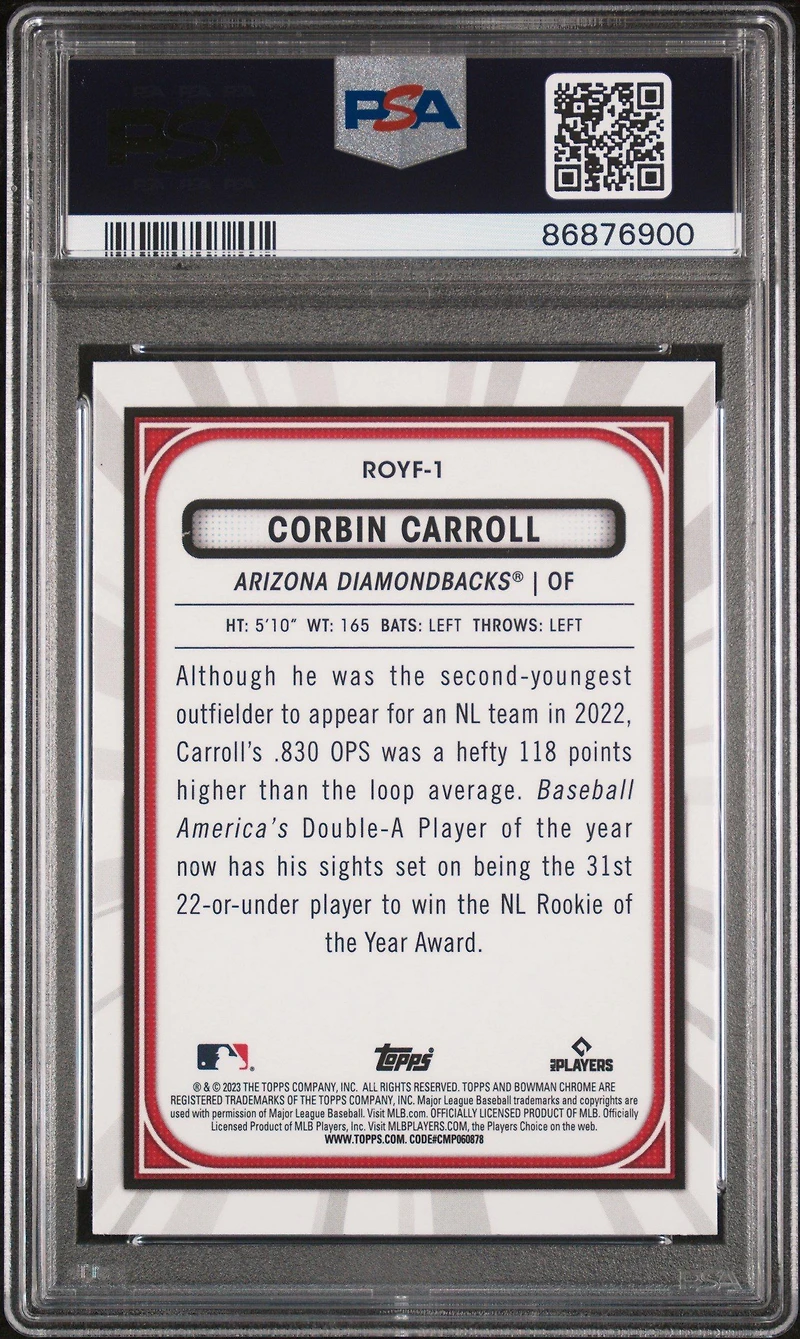 PSA
PSA
86876900
ROYF-1
CORBIN CARROLL
ARIZONA DIAMONDBACKS® | OF
HT: 5'10" WT: 165 BATS: LEFT THROWS: LEFT
Although he was the second-youngest
outfielder to appear for an NL team in 2022,
Carroll's .830 OPS was a hefty 118 points
higher than the loop average. Baseball
America's Double-A Player of the year
now has his sights set on being the 31st
22-or-under player to win the NL Rookie of
the Year Award.
Topps
MLB PLAYERS
® & © 2023 THE TOPPS COMPANY, INC. ALL RIGHTS RESERVED. TOPPS AND BOWMAN CHROME ARE
REGISTERED TRADEMARKS OF THE TOPPS COMPANY, INC. Major League Baseball trademarks and copyrights are
used with permission of Major League Baseball. Visit MLB.com. OFFICIALLY LICENSED PRODUCT OF MLB. Officially
Licensed Product of MLB Players, Inc. Visit MLBPLAYERS.COM, the Players Choice on the web.
WWW.TOPPS.COM. CODE#CMP060878
PSA